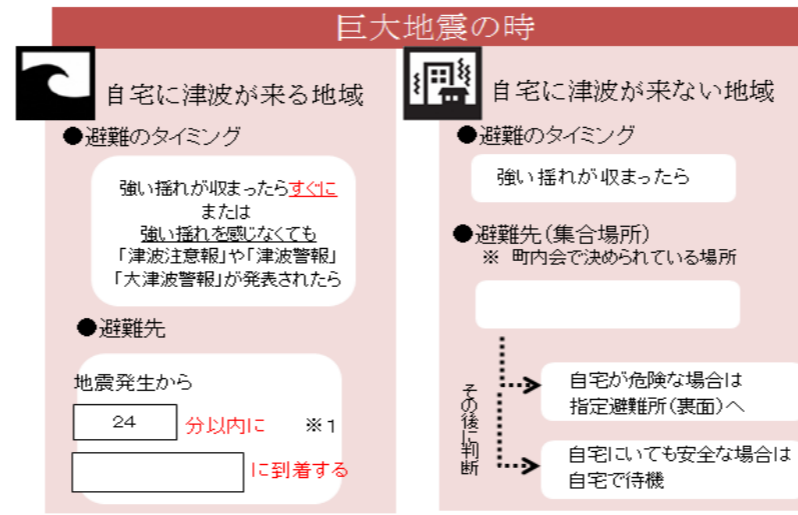 巨大地震の時
自宅に津波が来る地域
●避難のタイミング
強い揺れが収まったらすぐに
または
強い揺れを感じなくても
「津波注意報」や「津波警報」
「大津波警報」が発表されたら
●避難先
地震発生から
24 分以内に ※1
に到着する
自宅に津波が来ない地域
●避難のタイミング
強い揺れが収まったら
●避難先(集合場所)
※ 町内会で決められている場所
その後に判断
自宅が危険な場合は
指定避難所(裏面)へ
自宅にいても安全な場合は
自宅で待機